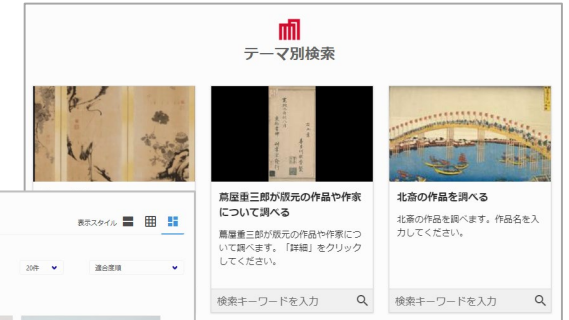 テーマ別検索
蔦屋重三郎が版元の作品や作家
について調べる
蔦屋重三郎が版元の作品や作家につ
いて調べます。「詳細」をクリック
してください。
検索キーワードを入力
北斎の作品を調べる
北斎の作品を調べます。作品名を入
力してください。
検索キーワードを入力
表示スタイル
20件
適合度順